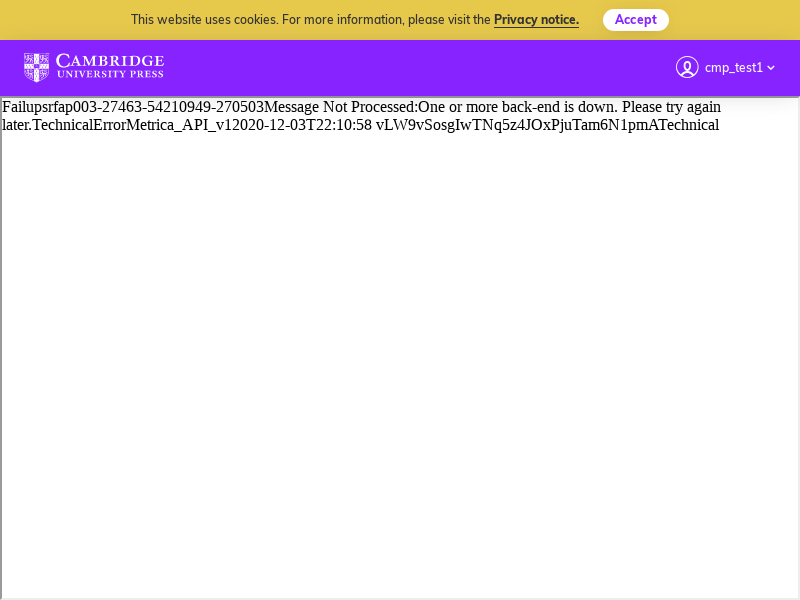 This website uses cookies. For more information, please visit the Privacy notice.
Accept
CAMBRIDGE
UNIVERSITY PRESS
cmp_test1
Failupsrfap003-27463-54210949-270503Message Not Processed:One or more back-end is down. Please try again
later.TechnicalErrorMetrica_API_v12020-12-03T22:10:58 vLW9vSosgIwTNq5z4JOxPjuTam6N1pmATechnical